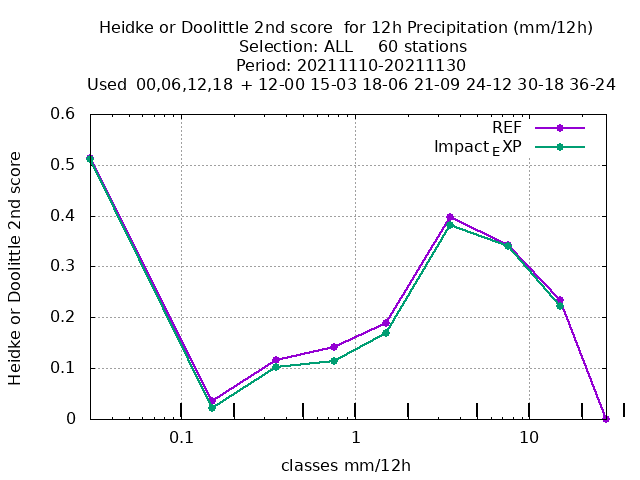 Heidke or Doolittle 2nd score  for 12h Precipitation (mm/12h)
Selection: ALL     60 stations
Period: 20211110-20211130
Used  00,06,12,18 + 12-00 15-03 18-06 21-09 24-12 30-18 36-24
REF
Impact_EXP
Heidke or Doolittle 2nd score
0.6
0.5
0.4
0.3
0.2
0.1
0
0.1
1
10
classes mm/12h